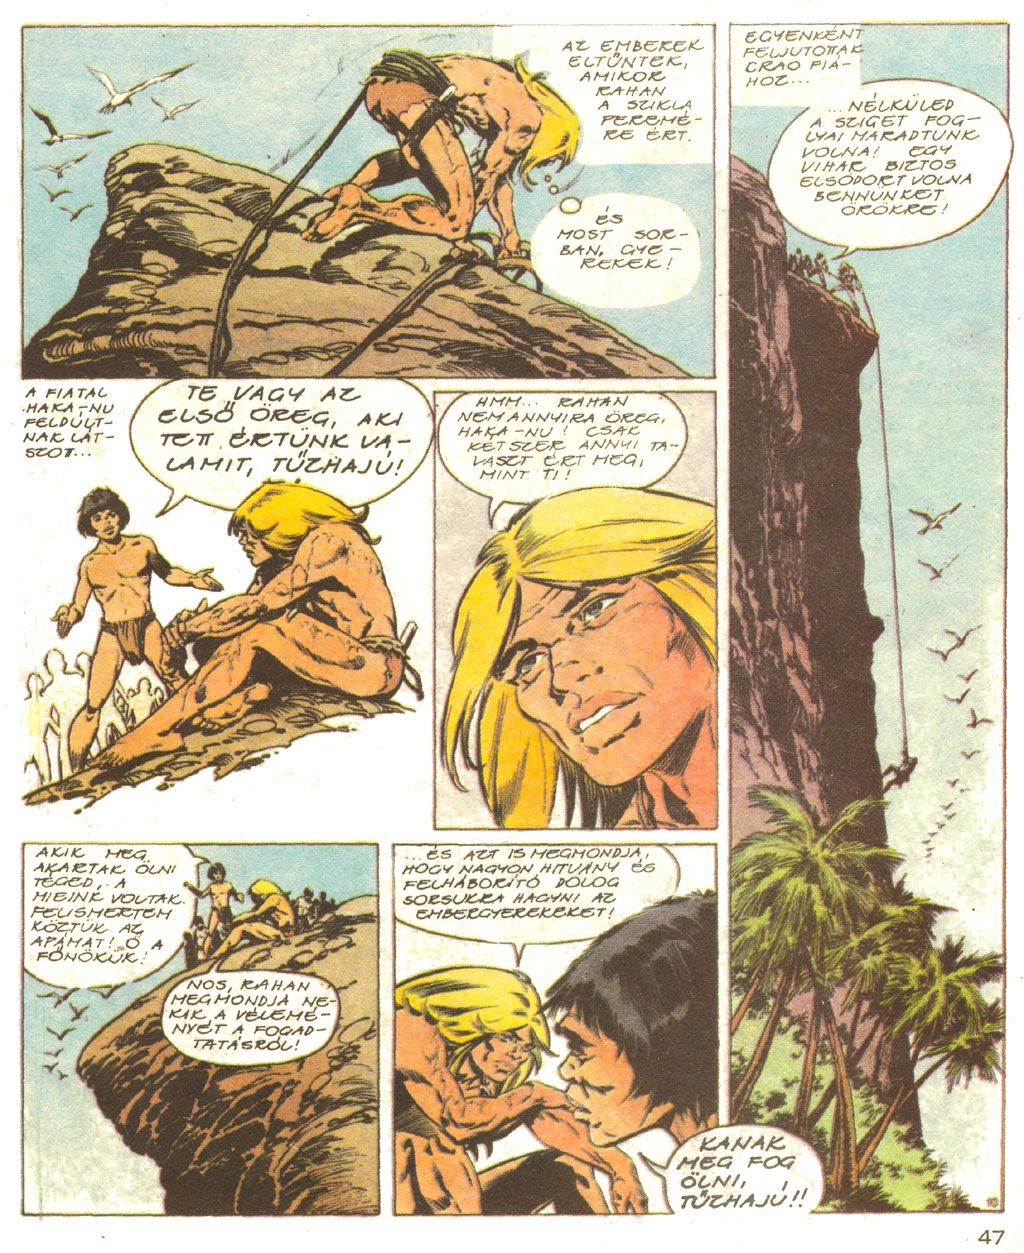 AZ EMBEREK
ELTŰNTEK,
AMIKOR
RAHAN
A SZIKLA
PEREMÉ-
RE ÉRT.
ÉS
MOST SOR-
BAN, GYE-
REKEK!
EGYENKÉNT
FELJUTOTTAK
CRAO FIÁ-
HOZ...
...NÉLKÜLED
A SZIGET FOG-
LYAI MARADTUNK
VOLNA! EGY
VIHAR BIZTOS
ELSODORT VOLNA
BENNÜNKET
ÖRÖKRE!
A FIATAL
HAKA-NU
FELDÚLT-
NAK LÁT-
SZOT...
TE VAGY AZ
ELSŐ ÖREG, AKI
TETT ÉRTÜNK VA-
LAMIT, TŰZHAJÚ!
HMM... RAHAN
NEM ANNYIRA ÖREG,
HAKA-NU! CSAK
KÉTSZER ANNYI TA-
VASZT ÉRT MEG,
MINT TI!
AKIK MEG
AKARTAK ÖLNI
TÉGED, A
MIEINK VOLTAK.
FELISMERTEM
KÖZTÜK AZ
APÁMAT! Ő A
FŐNÖKÜK!
NOS, RAHAN
MEGMONDJA NE-
KIK A VÉLEMÉ-
NYÉT A FOGAD-
TATÁSRÓL!
...ÉS AZT IS MEGMONDJA,
HOGY NAGYON HITVÁNY ÉS
FELHÁBORÍTÓ DOLOG
SORSUKRA HAGYNI AZ
EMBERGYEREKEKET!
KANAK
MEG FOG
ÖLNI,
TŰZHAJÚ!!
10
47